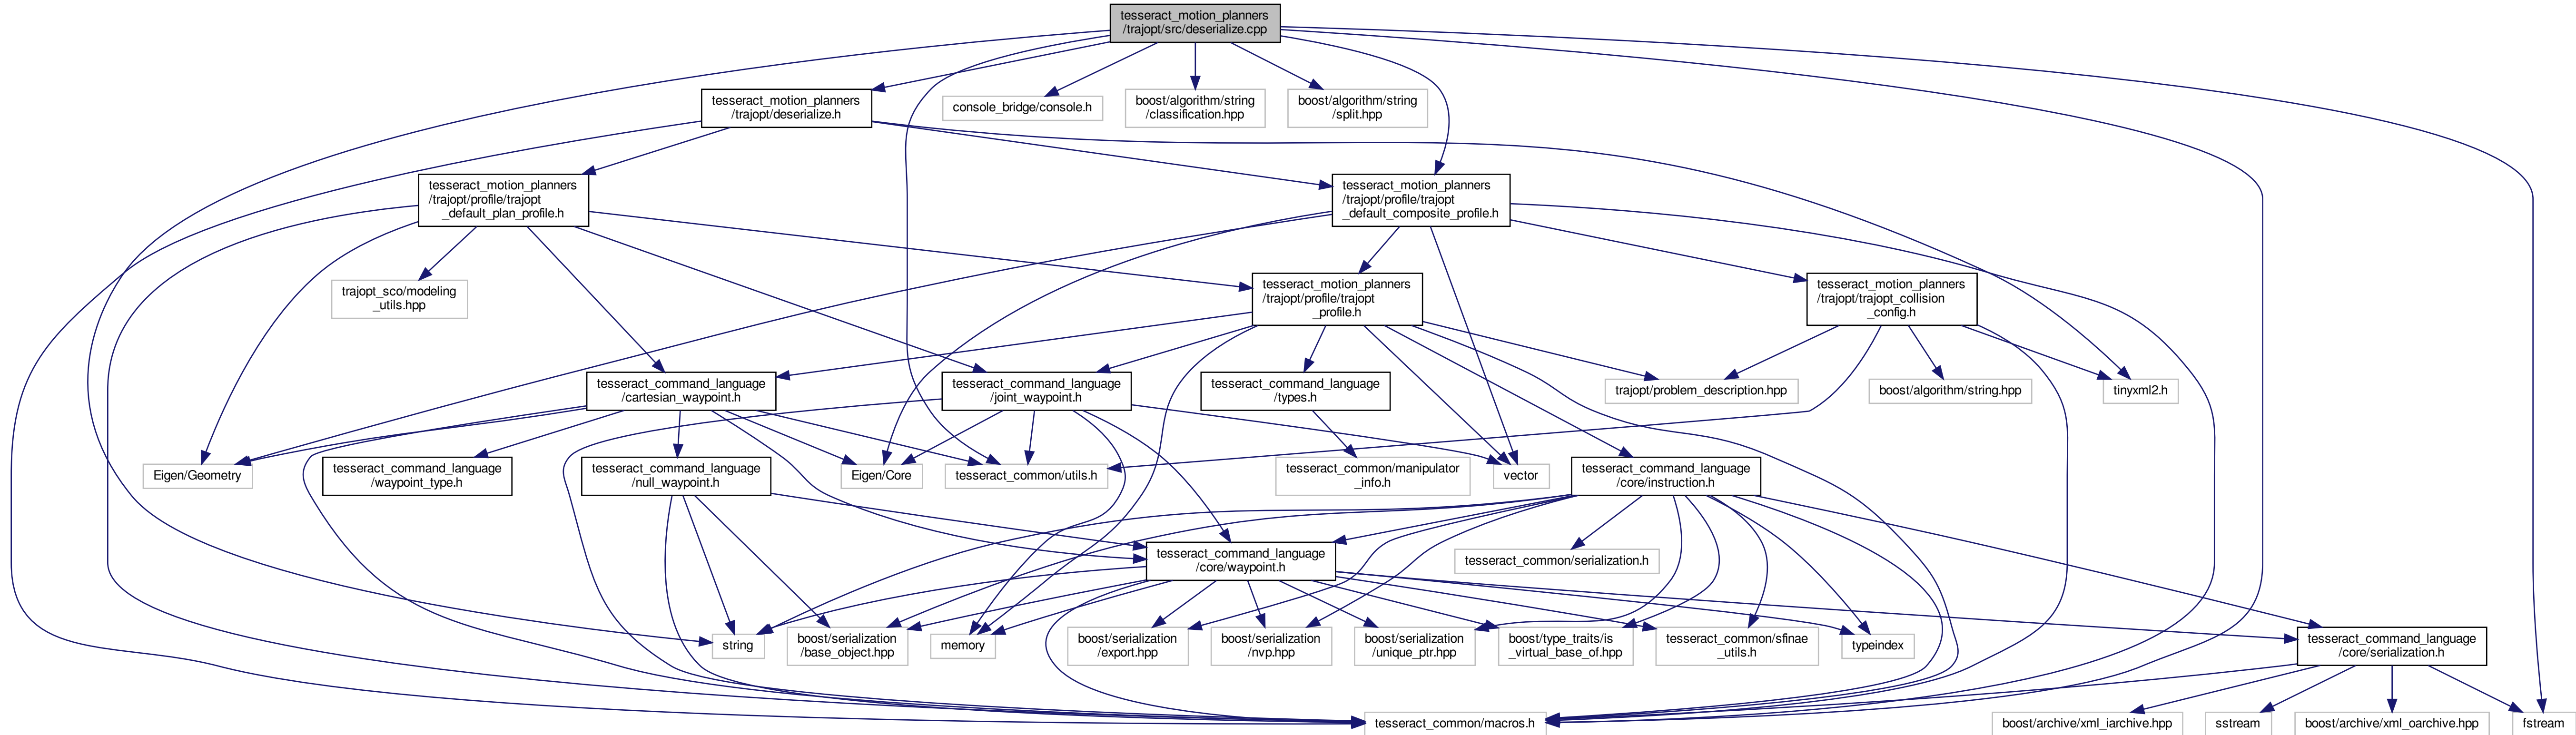 tesseract_motion_planners
/trajopt/src/deserialize.cpp
tesseract_motion_planners
/trajopt/deserialize.h
console_bridge/console.h
boost/algorithm/string
/classification.hpp
boost/algorithm/string
/split.hpp
tesseract_motion_planners
/trajopt/profile/trajopt
_default_plan_profile.h
tesseract_motion_planners
/trajopt/profile/trajopt
_default_composite_profile.h
trajopt_sco/modeling
_utils.hpp
tesseract_motion_planners
/trajopt/profile/trajopt
_profile.h
tesseract_motion_planners
/trajopt/trajopt_collision
_config.h
tesseract_command_language
/cartesian_waypoint.h
tesseract_command_language
/joint_waypoint.h
tesseract_command_language
/types.h
trajopt/problem_description.hpp
boost/algorithm/string.hpp
tinyxml2.h
Eigen/Geometry
tesseract_command_language
/waypoint_type.h
tesseract_command_language
/null_waypoint.h
Eigen/Core
tesseract_common/utils.h
tesseract_common/manipulator
_info.h
vector
tesseract_command_language
/core/instruction.h
tesseract_command_language
/core/waypoint.h
tesseract_common/serialization.h
string
boost/serialization
/base_object.hpp
memory
boost/serialization
/export.hpp
boost/serialization
/nvp.hpp
boost/serialization
/unique_ptr.hpp
boost/type_traits/is
_virtual_base_of.hpp
tesseract_common/sfinae
_utils.h
typeindex
tesseract_command_language
/core/serialization.h
tesseract_common/macros.h
boost/archive/xml_iarchive.hpp
sstream
boost/archive/xml_oarchive.hpp
fstream